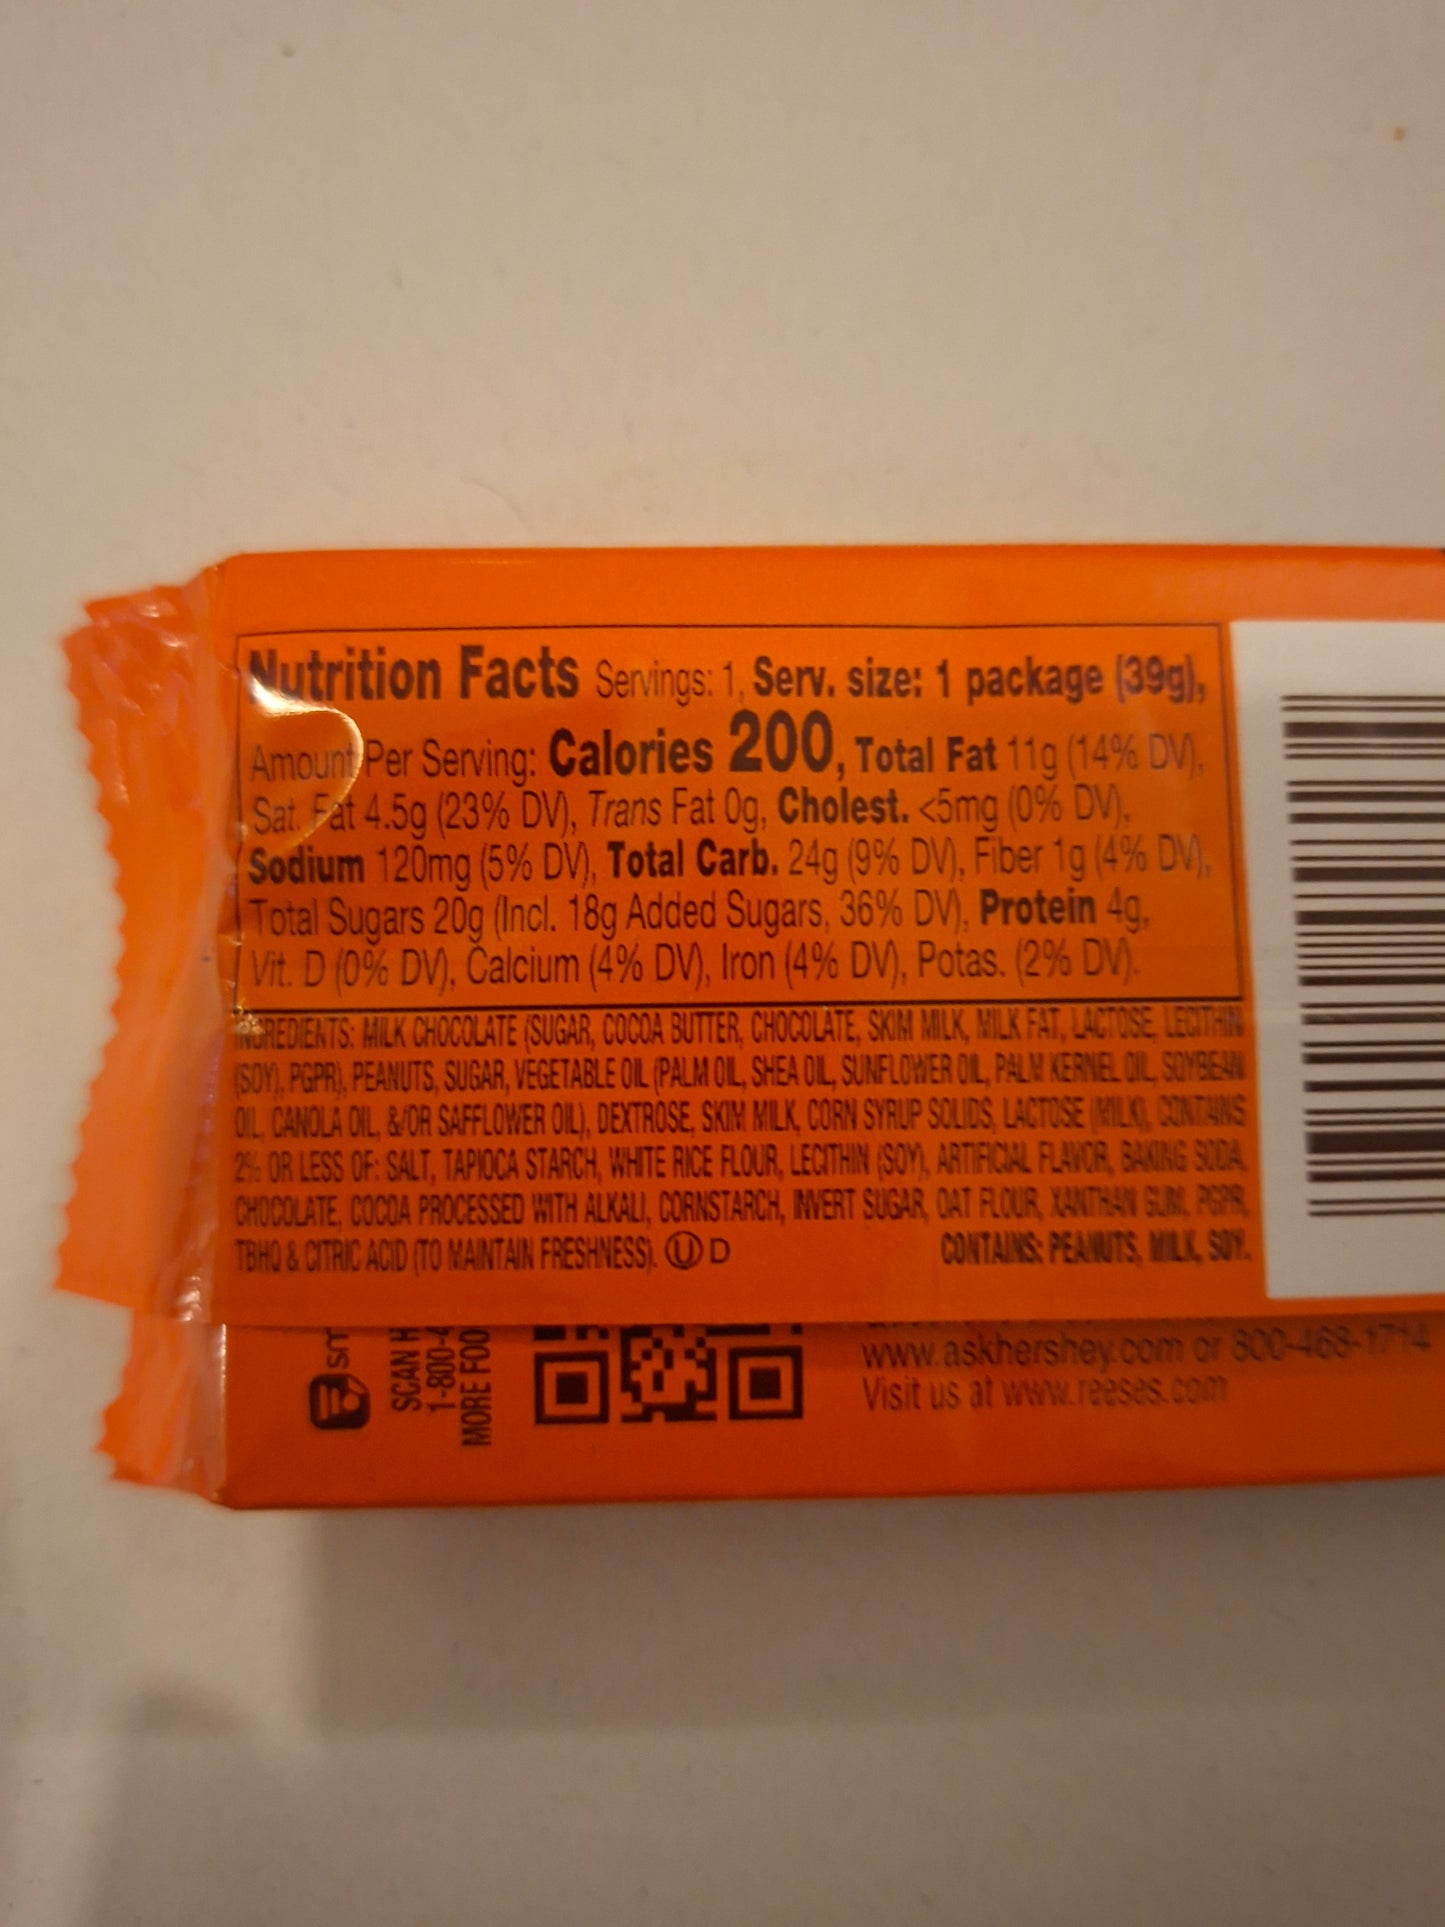 Nutrition Facts Servings: 1, Serv. size: 1 package (39g),
Amount Per Serving: Calories 200, Total Fat 11g (14% DV),
Sat. Fat 4.5g (23% DV), Trans Fat 0g, Cholest. <5mg (0% DV),
Sodium 120mg (5% DV), Total Carb. 24g (9% DV), Fiber 1g (4% DV),
Total Sugars 20g (Incl. 18g Added Sugars, 36% DV), Protein 4g,
Vit. D (0% DV), Calcium (4% DV), Iron (4% DV), Potas. (2% DV).
INGREDIENTS: MILK CHOCOLATE (SUGAR, COCOA BUTTER, CHOCOLATE, SKIM MILK, MILK FAT, LACTOSE, LECITHIN
(SOY), PGPR), PEANUTS, SUGAR, VEGETABLE OIL (PALM OIL, SHEA OIL, SUNFLOWER OIL, PALM KERNEL OIL, SOYBEAN
OIL, CANOLA OIL, &/OR SAFFLOWER OIL), DEXTROSE, SKIM MILK, CORN SYRUP SOLIDS, LACTOSE (MILK), CONTAINS
2% OR LESS OF: SALT, TAPIOCA STARCH, WHITE RICE FLOUR, LECITHIN (SOY), ARTIFICIAL FLAVOR, BAKING SODA,
CHOCOLATE, COCOA PROCESSED WITH ALKALI, CORNSTARCH, INVERT SUGAR, OAT FLOUR, XANTHAN GUM, PGPR,
TBHQ & CITRIC ACID (TO MAINTAIN FRESHNESS). Ⓤ D
CONTAINS: PEANUTS, MILK, SOY.
sm
SCAN H
1-800-4
MORE FOO
www.askhershey.com or 800-468-1714
Visit us at www.reeses.com